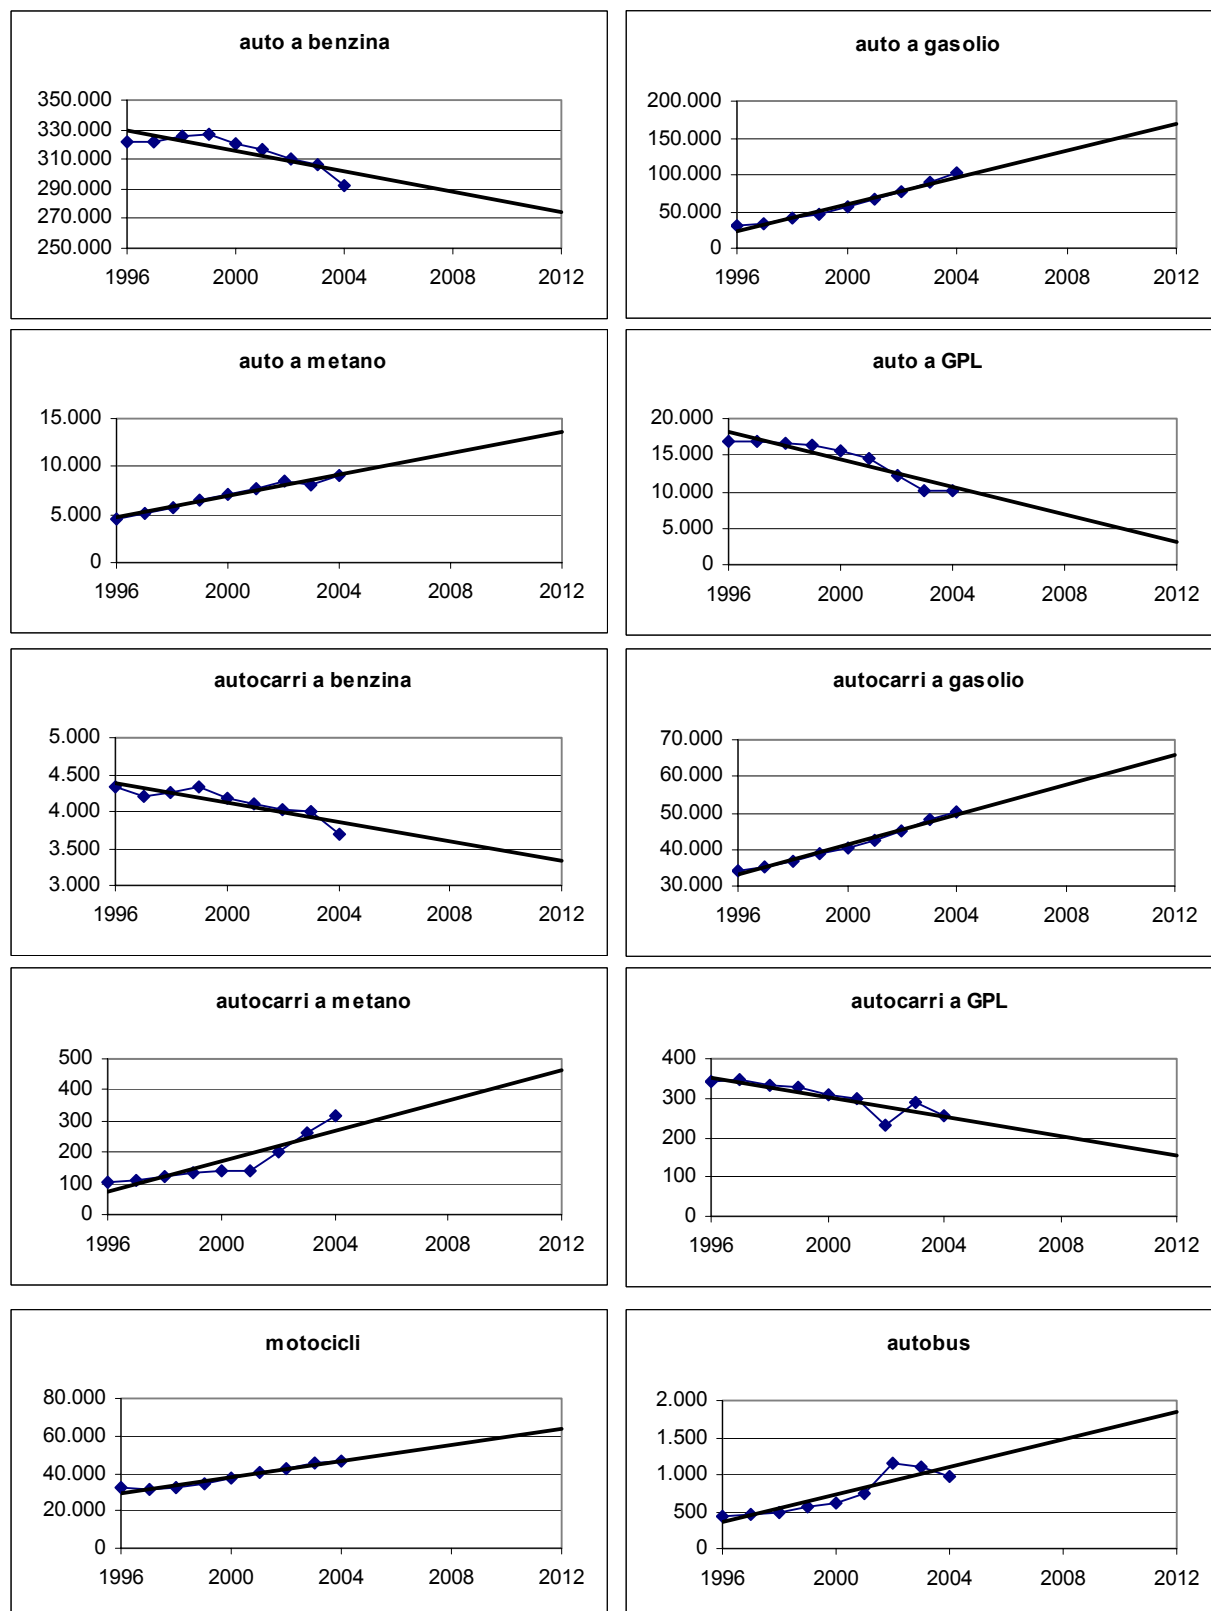 auto a benzina
350.000
330.000
310.000
290.000
270.000
250.000
1996 2000 2004 2008 2012
auto a gasolio
200.000
150.000
100.000
50.000
0
1996 2000 2004 2008 2012
auto a metano
15.000
10.000
5.000
0
1996 2000 2004 2008 2012
auto a GPL
20.000
15.000
10.000
5.000
0
1996 2000 2004 2008 2012
autocarri a benzina
5.000
4.500
4.000
3.500
3.000
1996 2000 2004 2008 2012
autocarri a gasolio
70.000
60.000
50.000
40.000
30.000
1996 2000 2004 2008 2012
autocarri a metano
500
400
300
200
100
0
1996 2000 2004 2008 2012
autocarri a GPL
400
300
200
100
0
1996 2000 2004 2008 2012
motocicli
80.000
60.000
40.000
20.000
0
1996 2000 2004 2008 2012
autobus
2.000
1.500
1.000
500
0
1996 2000 2004 2008 2012